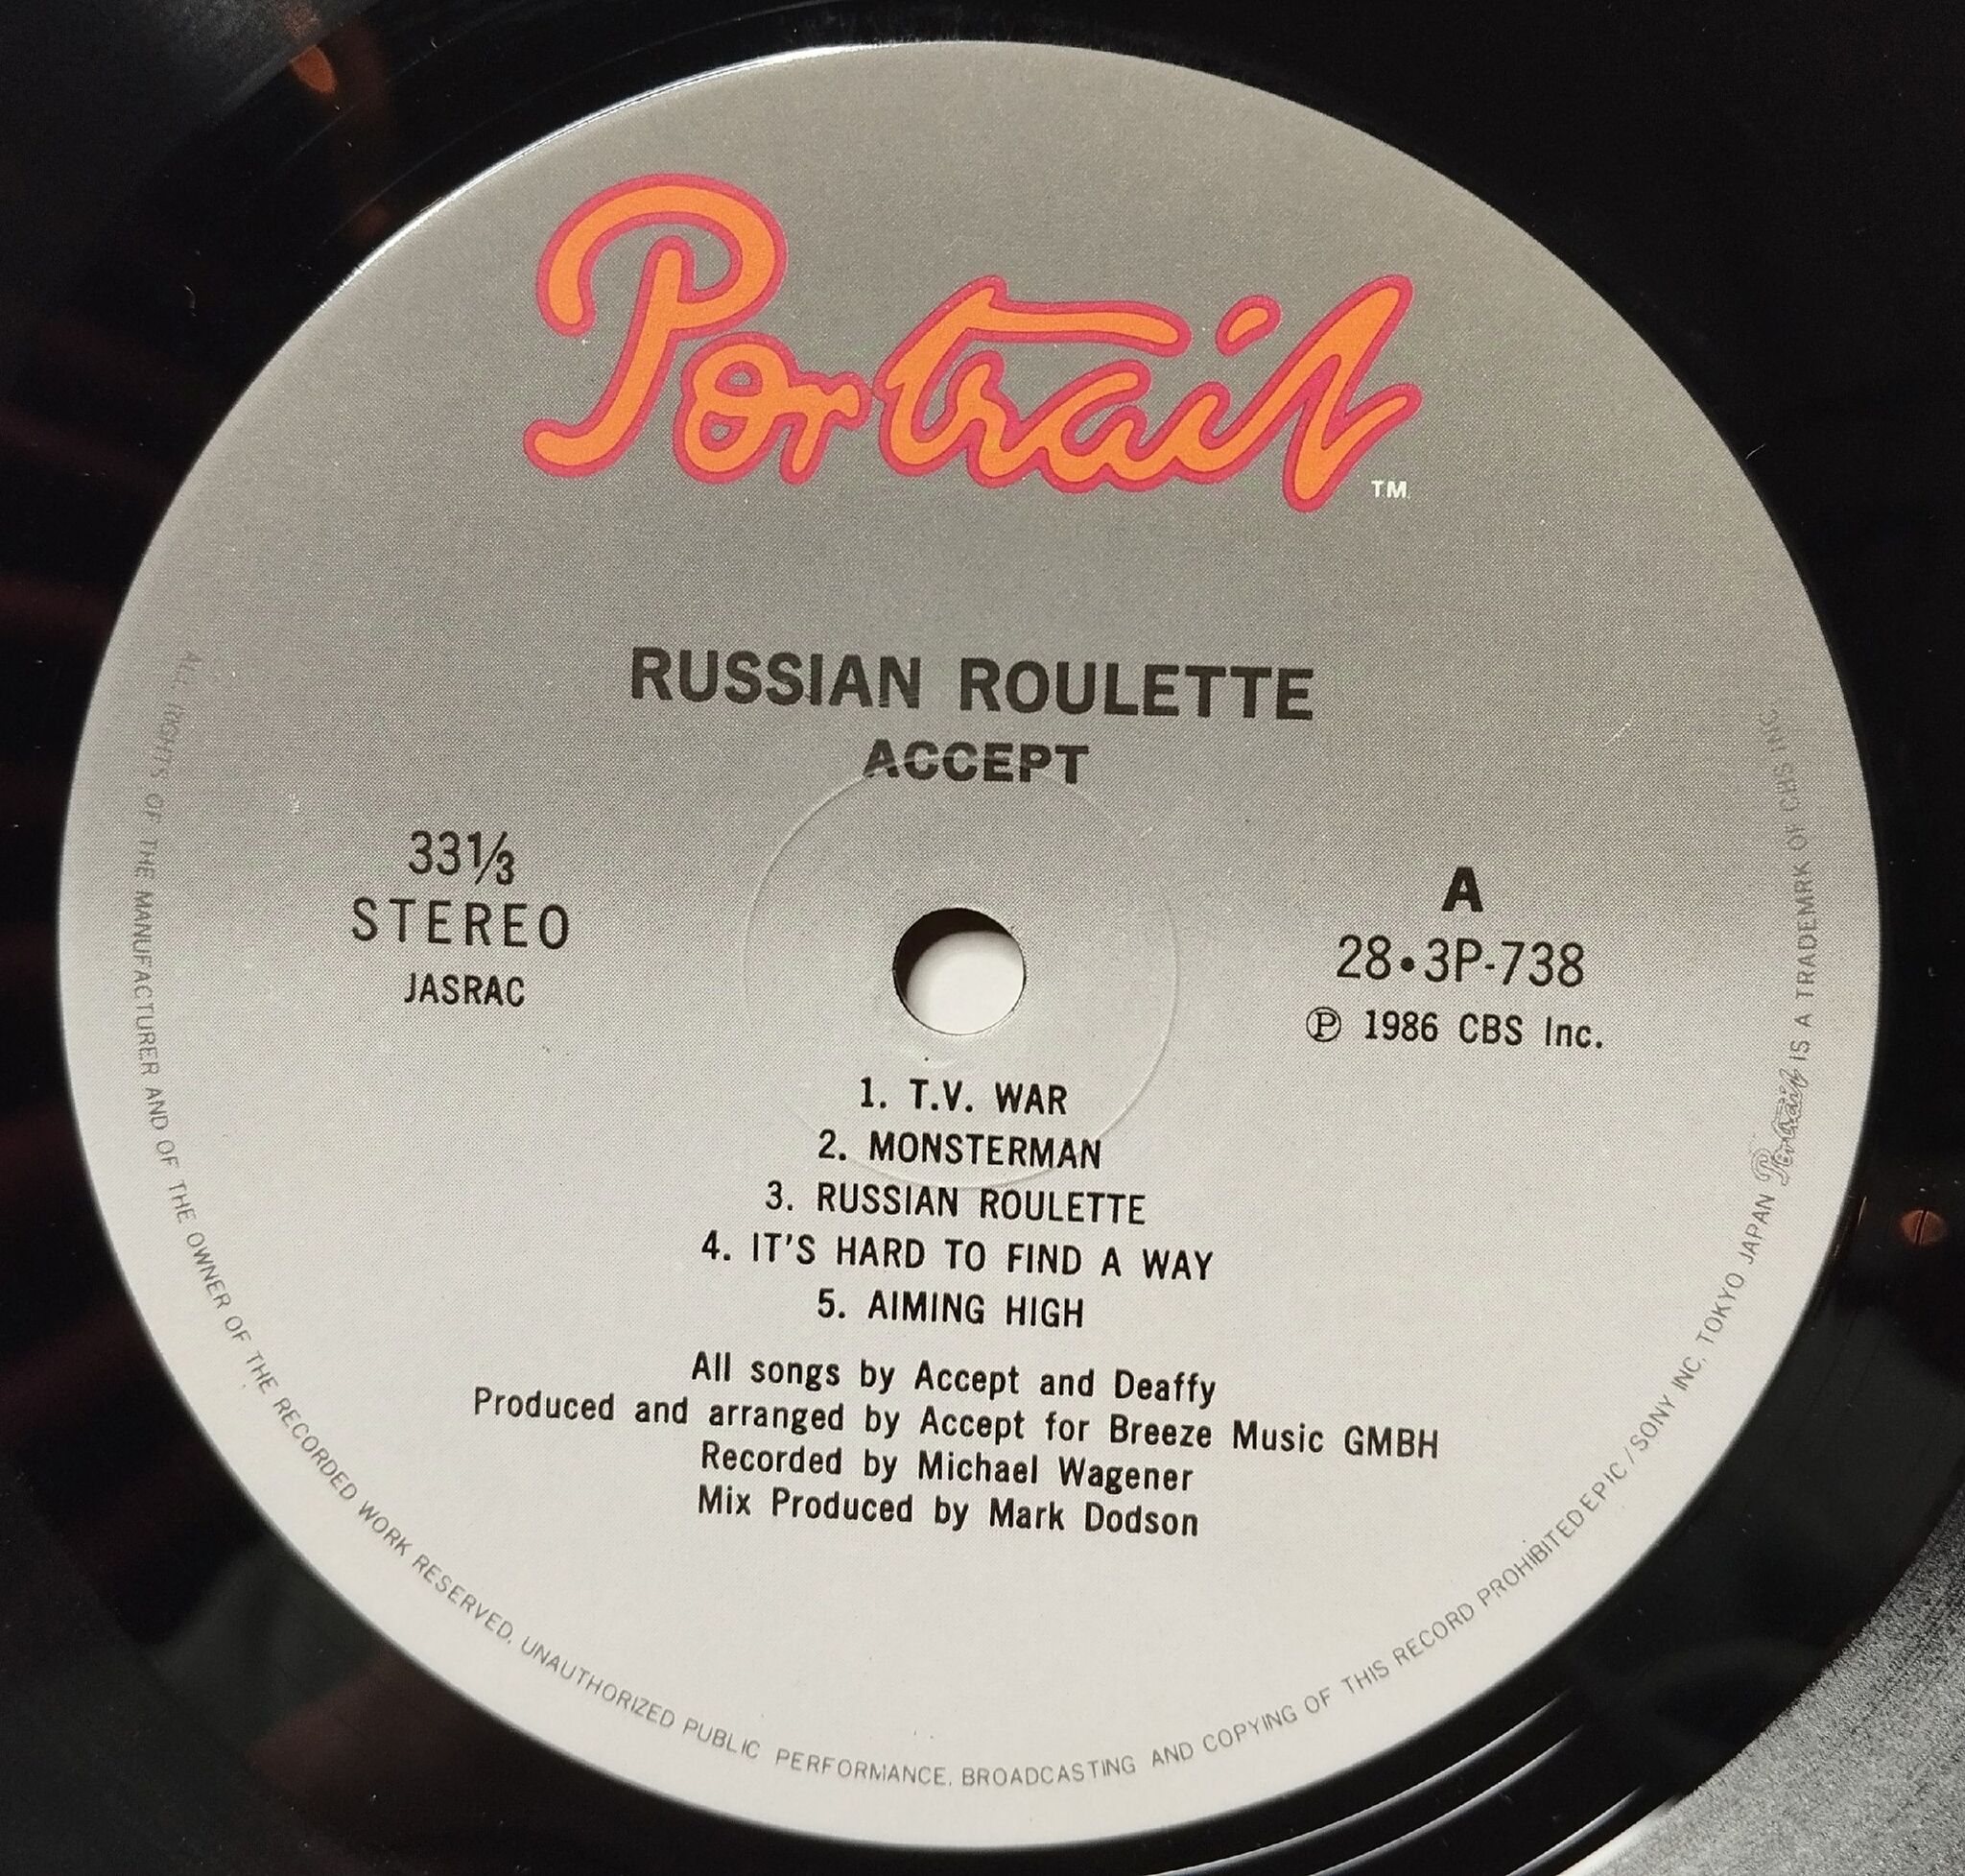 Portrait
TM
RUSSIAN ROULETTE
ACCEPT
33⅓
STEREO
JASRAC
A
28•3P-738
℗ 1986 CBS Inc.
1. T.V. WAR
2. MONSTERMAN
3. RUSSIAN ROULETTE
4. IT'S HARD TO FIND A WAY
5. AIMING HIGH
All songs by Accept and Deaffy
Produced and arranged by Accept for Breeze Music GMBH
Recorded by Michael Wagener
Mix Produced by Mark Dodson
ALL RIGHTS OF THE MANUFACTURER AND OF THE OWNER OF THE RECORDED WORK RESERVED. UNAUTHORIZED PUBLIC PERFORMANCE. BROADCASTING AND COPYING OF THIS RECORD PROHIBITED EPIC/SONY INC. TOKYO JAPAN Portrait IS A TRADEMRK OF CBS INC.